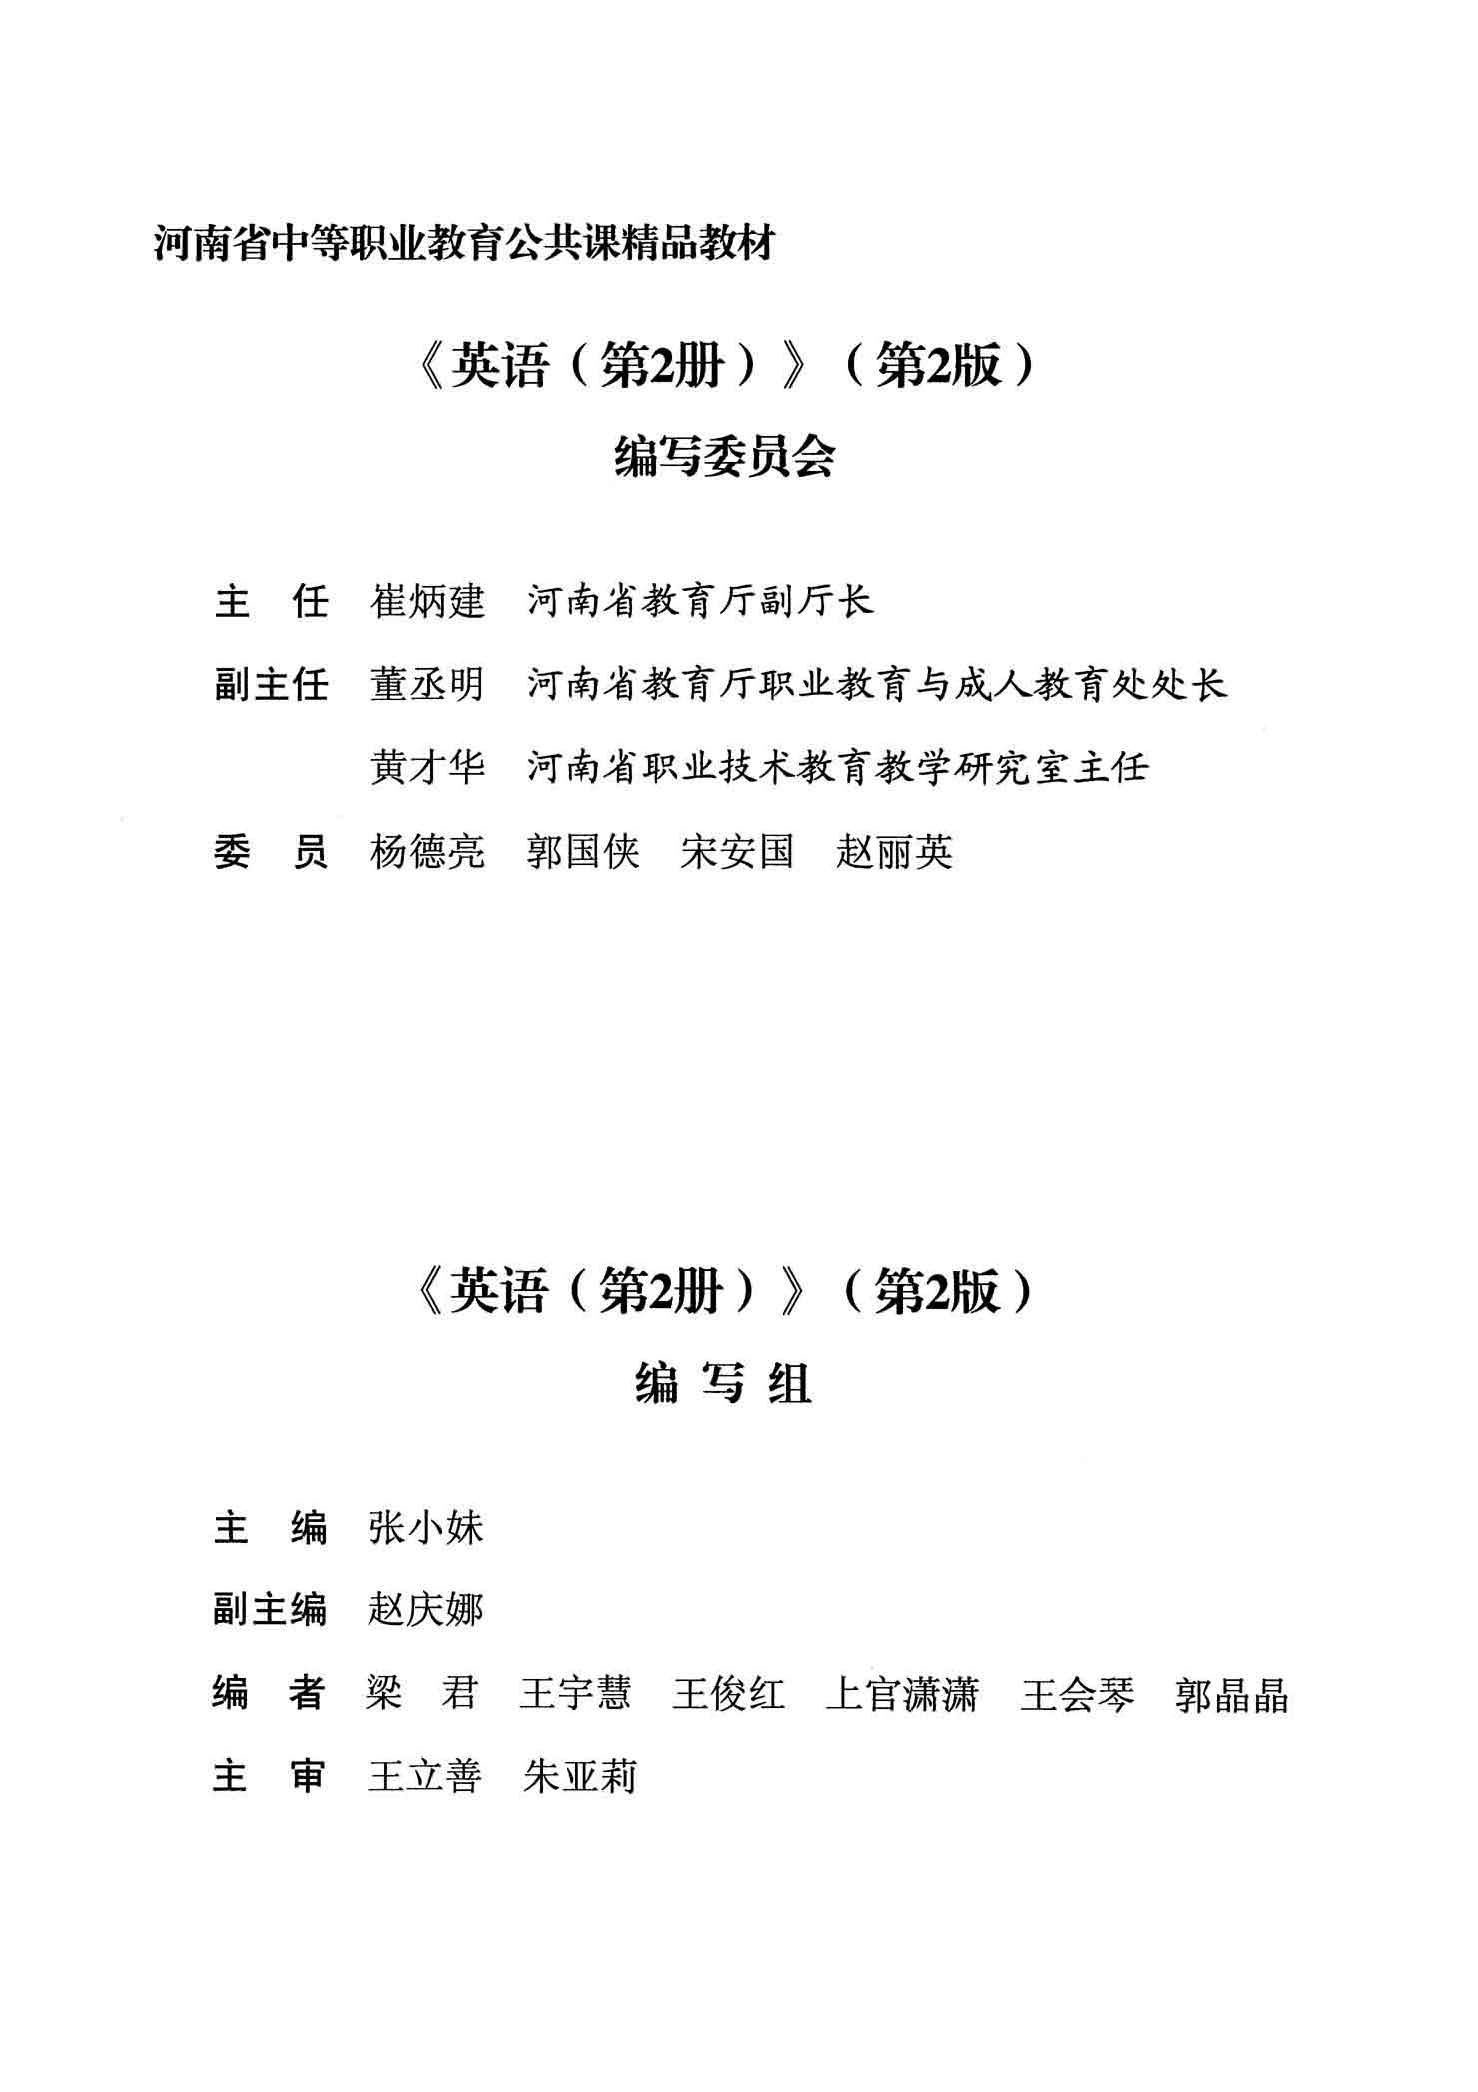 河南省中等职业教育公共课精品教材
《英语（第2册）》（第2版）
编写委员会
主　任　崔炳建　河南省教育厅副厅长
副主任　董丞明　河南省教育厅职业教育与成人教育处处长
黄才华　河南省职业技术教育教学研究室主任
委　员　杨德亮　郭国侠　宋安国　赵丽英
《英语（第2册）》（第2版）
编 写 组
主　编　张小妹
副主编　赵庆娜
编　者　梁　君　王宇慧　王俊红　上官潇潇　王会琴　郭晶晶
主　审　王立善　朱亚莉